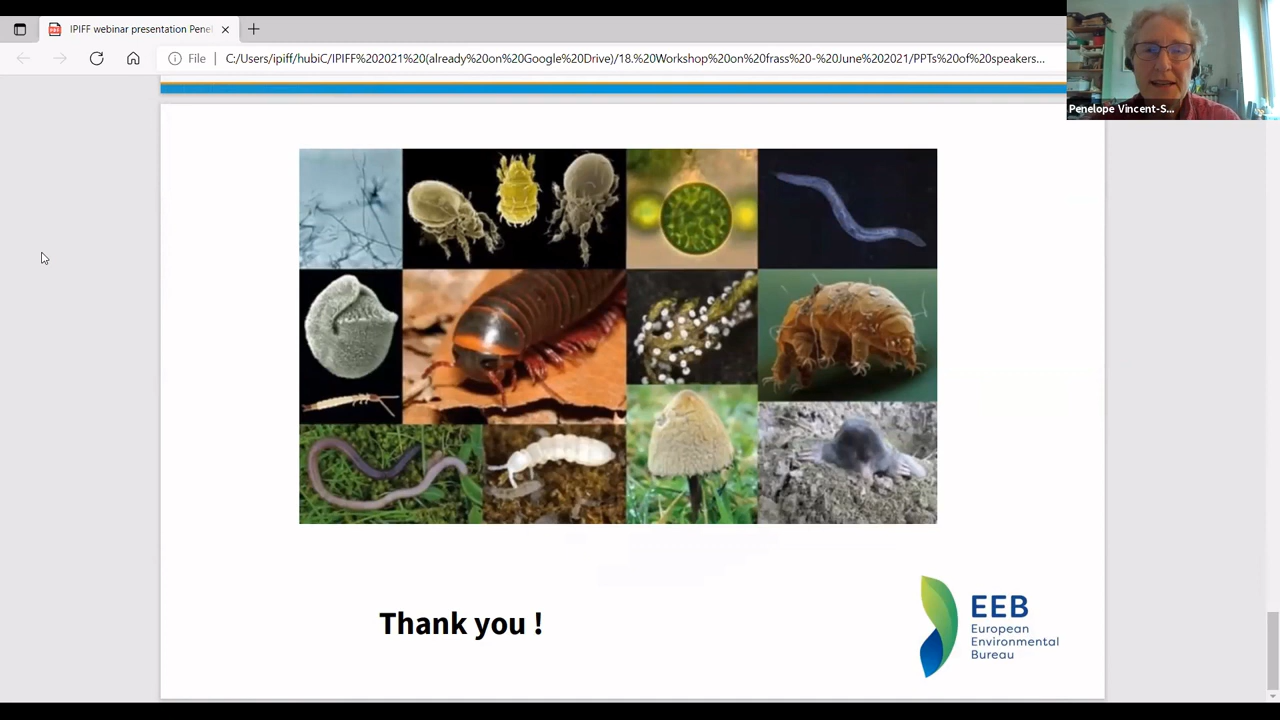 IPIFF webinar presentation Pene
File
C:/Users/ipiff/hubiC/IPIFF%20-%20(already%20on%20Google%20Drive)/18.%20Workshop%20on%20frass%20-%20June%202021/PPTs%20of%20speakers...
Penelope Vincent-S...
Thank you !
EEB
European
Environmental
Bureau